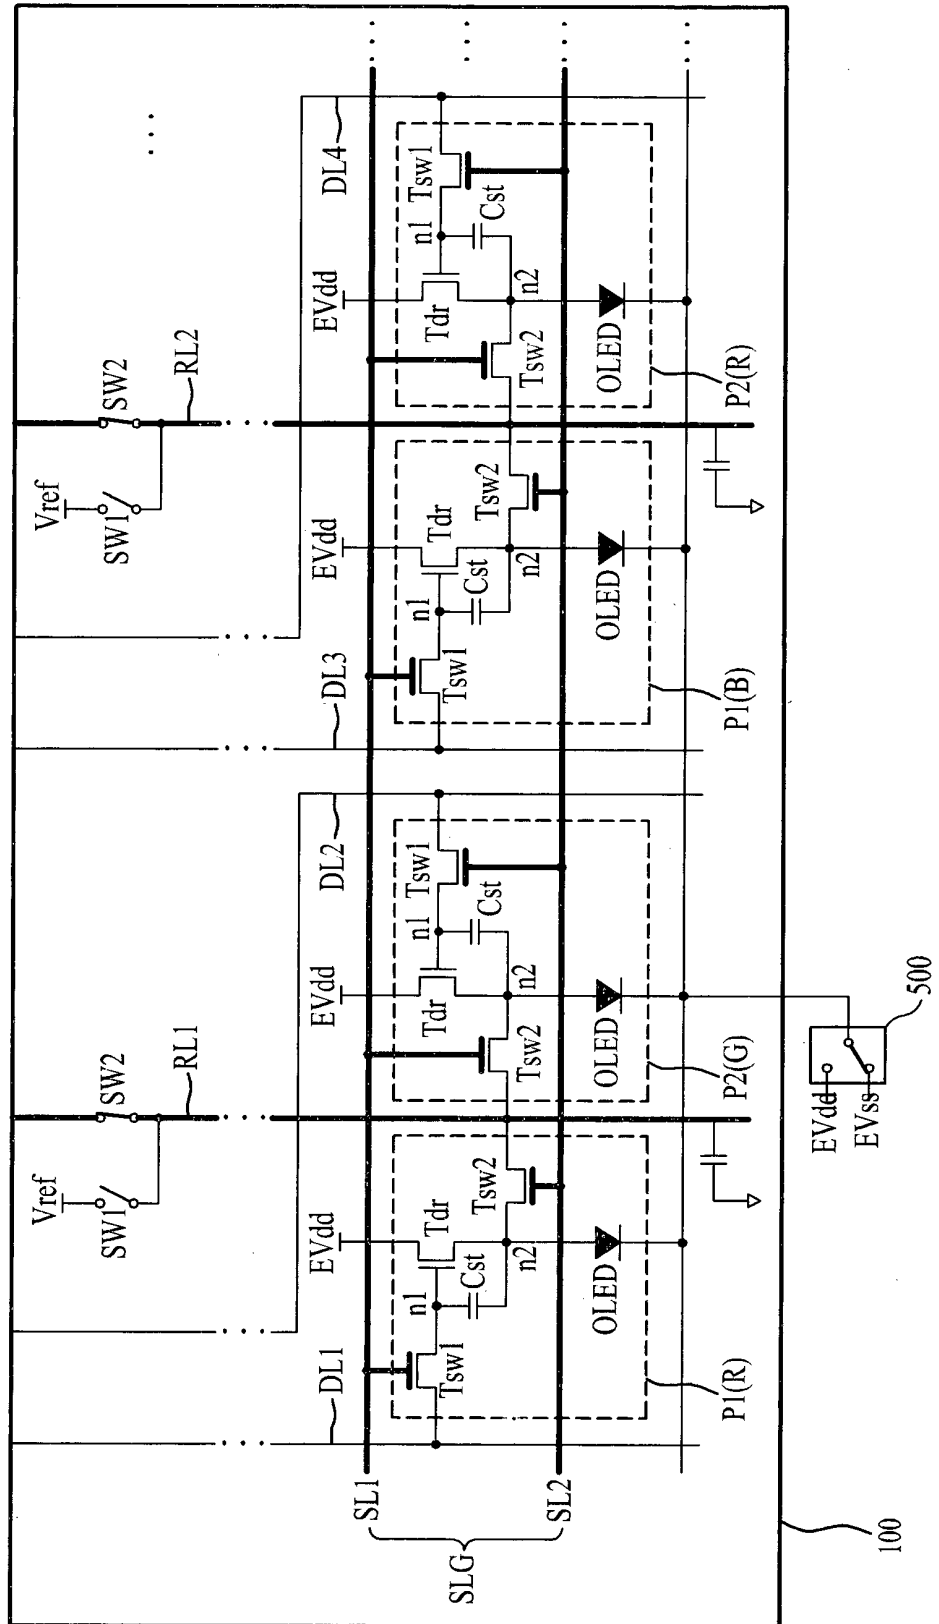 Vref
SW1
SW2
RL1
Vref
SW1
SW2
RL2
...
DL1
EVdd
EVdd
DL2
DL3
EVdd
EVdd
DL4
SL1
SLG
SL2
Tsw1
n1
Cst
Tdr
n2
Tsw2
OLED
P1(R)
Tsw2
Tdr
n1
Tsw1
Cst
n2
OLED
P2(G)
Tsw1
n1
Cst
Tdr
n2
Tsw2
OLED
P1(B)
Tsw2
Tdr
n1
Tsw1
Cst
n2
OLED
P2(R)
100
EVdd
EVss
500